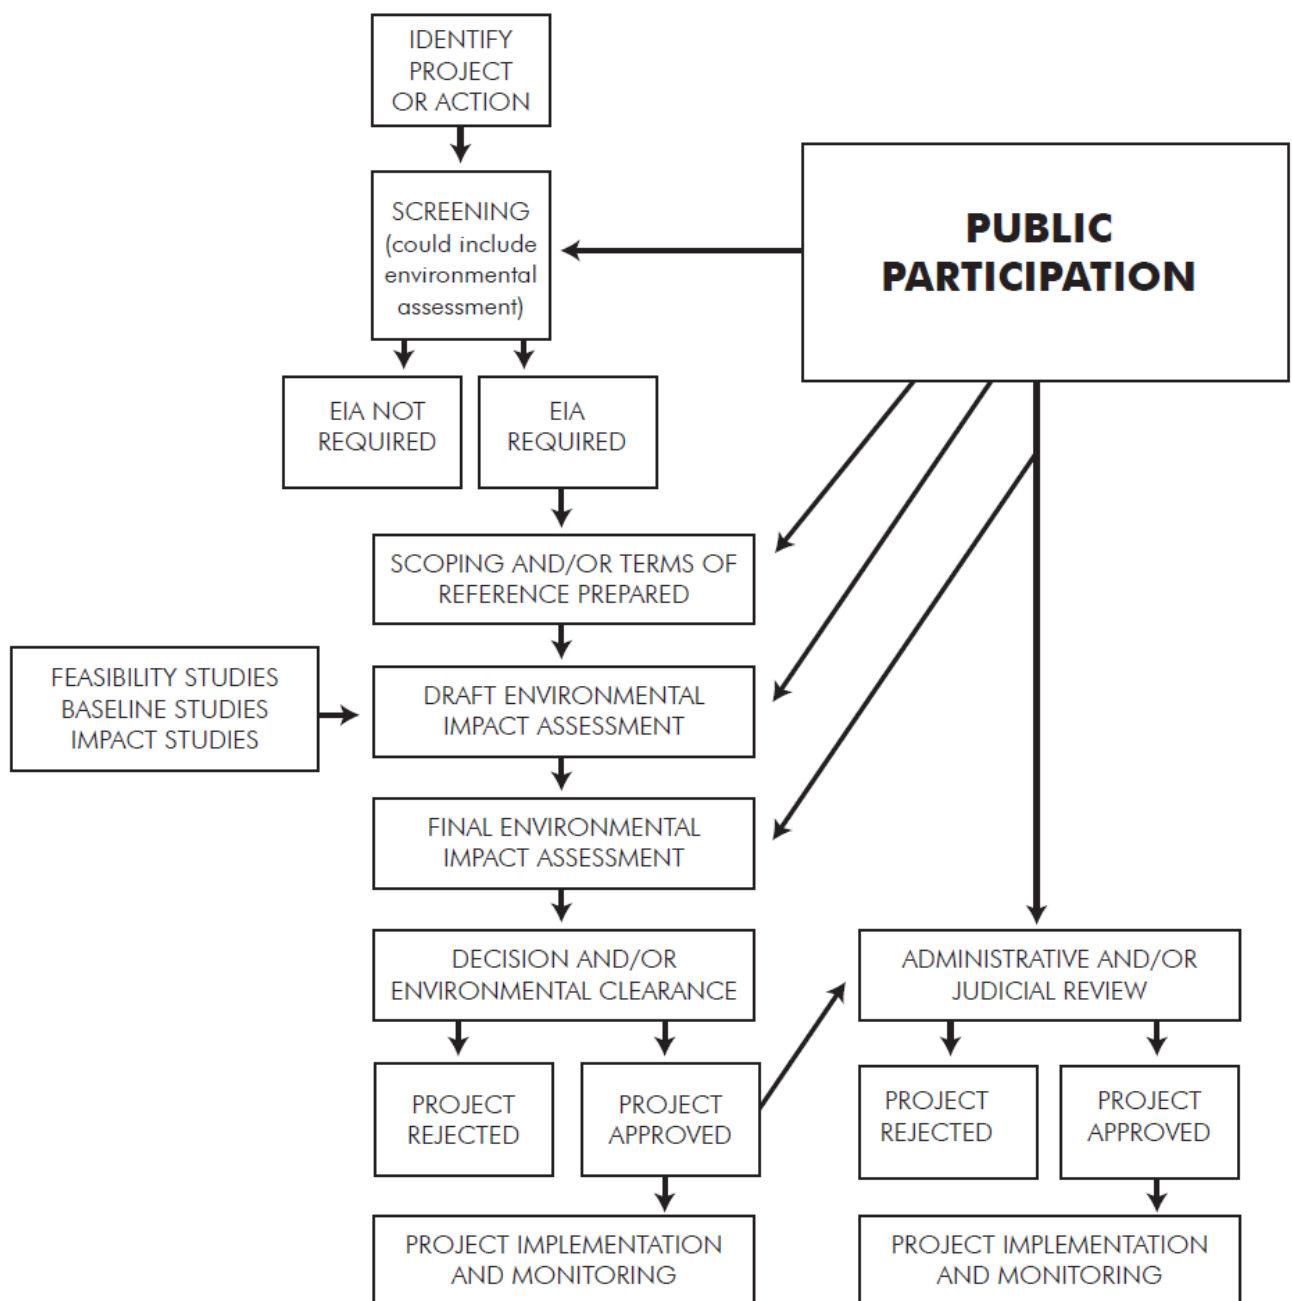 IDENTIFY
PROJECT
OR ACTION
SCREENING
(could include
environmental
assessment)
PUBLIC
PARTICIPATION
EIA NOT
REQUIRED
EIA
REQUIRED
SCOPING AND/OR TERMS OF
REFERENCE PREPARED
FEASIBILITY STUDIES
BASELINE STUDIES
IMPACT STUDIES
DRAFT ENVIRONMENTAL
IMPACT ASSESSMENT
FINAL ENVIRONMENTAL
IMPACT ASSESSMENT
DECISION AND/OR
ENVIRONMENTAL CLEARANCE
ADMINISTRATIVE AND/OR
JUDICIAL REVIEW
PROJECT
REJECTED
PROJECT
APPROVED
PROJECT
REJECTED
PROJECT
APPROVED
PROJECT IMPLEMENTATION
AND MONITORING
PROJECT IMPLEMENTATION
AND MONITORING